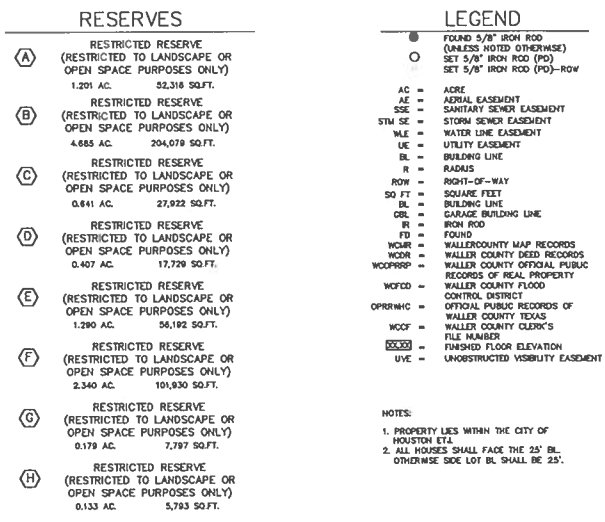 RESERVES
A
RESTRICTED RESERVE
(RESTRICTED TO LANDSCAPE OR
OPEN SPACE PURPOSES ONLY)
1.201 AC. 52,316 SQ.FT.
B
RESTRICTED RESERVE
(RESTRICTED TO LANDSCAPE OR
OPEN SPACE PURPOSES ONLY)
4.685 AC. 204,079 SQ.FT.
C
RESTRICTED RESERVE
(RESTRICTED TO LANDSCAPE OR
OPEN SPACE PURPOSES ONLY)
0.641 AC. 27,922 SQ.FT.
D
RESTRICTED RESERVE
(RESTRICTED TO LANDSCAPE OR
OPEN SPACE PURPOSES ONLY)
0.407 AC. 17,729 SQ.FT.
E
RESTRICTED RESERVE
(RESTRICTED TO LANDSCAPE OR
OPEN SPACE PURPOSES ONLY)
1.290 AC. 56,192 SQ.FT.
F
RESTRICTED RESERVE
(RESTRICTED TO LANDSCAPE OR
OPEN SPACE PURPOSES ONLY)
2.340 AC. 101,930 SQ.FT.
G
RESTRICTED RESERVE
(RESTRICTED TO LANDSCAPE OR
OPEN SPACE PURPOSES ONLY)
0.179 AC. 7,797 SQ.FT.
H
RESTRICTED RESERVE
(RESTRICTED TO LANDSCAPE OR
OPEN SPACE PURPOSES ONLY)
0.133 AC. 5,793 SQ.FT.
LEGEND
FOUND 5/8" IRON ROD
(UNLESS NOTED OTHERWISE)
SET 5/8" IRON ROD (PD)
SET 5/8" IRON ROD (PD)-ROW
AC = ACRE
AE = AERIAL EASEMENT
SSE = SANITARY SEWER EASEMENT
STM SE = STORM SEWER EASEMENT
WLE = WATER LINE EASEMENT
UE = UTILITY EASEMENT
BL = BUILDING LINE
R = RADIUS
ROW = RIGHT-OF-WAY
SQ FT = SQUARE FEET
BL = BUILDING LINE
GBL = GARAGE BUILDING LINE
IR = IRON ROD
FD = FOUND
WCMR = WALLERCOUNTY MAP RECORDS
WCDR = WALLER COUNTY DEED RECORDS
WCOPRRP = WALLER COUNTY OFFICIAL PUBLIC
RECORDS OF REAL PROPERTY
WCFCD = WALLER COUNTY FLOOD
CONTROL DISTRICT
OPRRWHC = OFFICIAL PUBLIC RECORDS OF
WALLER COUNTY TEXAS
WCCF = WALLER COUNTY CLERK'S
FILE NUMBER
XX.XX = FINISHED FLOOR ELEVATION
UVE = UNOBSTRUCTED VISIBILITY EASEMENT
NOTES:
1. PROPERTY LIES WITHIN THE CITY OF
HOUSTON ETJ.
2. ALL HOUSES SHALL FACE THE 25' BL.
OTHERWISE SIDE LOT BL SHALL BE 25'.